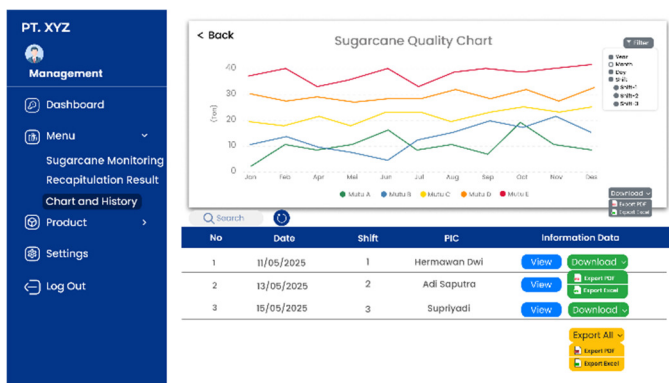 PT. XYZ
Management
Dashboard
Menu
Sugarcane Monitoring
Recapitulation Result
Chart and History
Product
Settings
Log Out
< Back
Sugarcane Quality Chart
Filter
Year
Month
Day
Shift
Shift-1
Shift-2
Shift-3
(Ton)
40
30
20
10
0
Jan Feb Apr Mei Jun Jul Aug Sep Oct Nov Des
Mutu A Mutu B Mutu C Mutu D Mutu E
Download
Export PDF
Export Excel
Search
No Date Shift PIC Information Data
1 11/05/2025 1 Hermawan Dwi View Download
Export PDF
Export Excel
2 13/05/2025 2 Adi Saputra View
3 15/05/2025 3 Supriyadi View Download
Export All
Export PDF
Export Excel